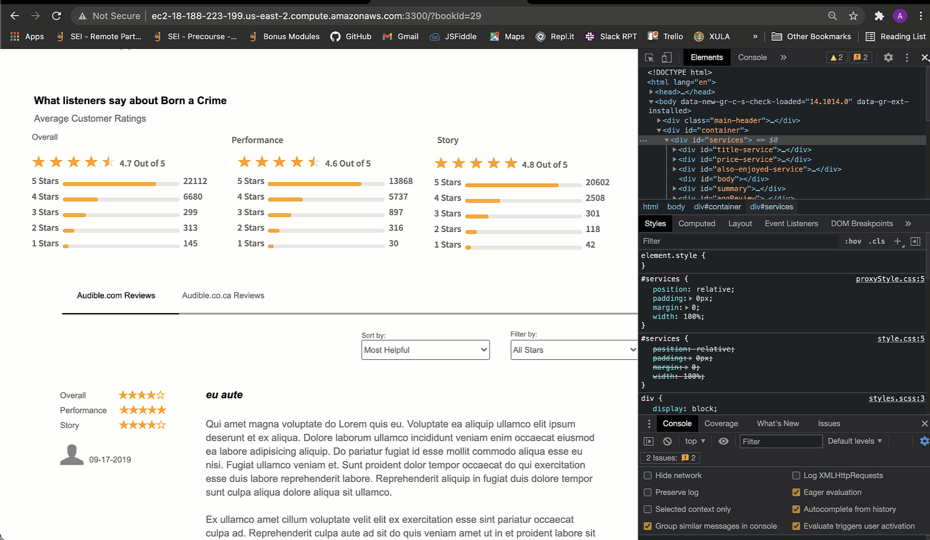 Not Secure | ec2-18-188-223-199.us-east-2.compute.amazonaws.com:3300/?bookId=29
A
Apps SEI - Remote Part... SEI - Precourse -... Bonus Modules GitHub Gmail JSFiddle Maps Repl.it Slack RPT Trello XULA » Other Bookmarks Reading List
What listeners say about Born a Crime
Average Customer Ratings
Overall
4.7 Out of 5
5 Stars 22112
4 Stars 6680
3 Stars 299
2 Stars 313
1 Stars 145
Performance
4.6 Out of 5
5 Stars 13868
4 Stars 5737
3 Stars 897
2 Stars 316
1 Stars 30
Story
4.8 Out of 5
5 Stars 20602
4 Stars 2508
3 Stars 301
2 Stars 118
1 Stars 42
Audible.com Reviews Audible.co.ca Reviews
Sort by:
Most Helpful
Filter by:
All Stars
Overall
Performance
Story
09-17-2019
eu aute
Qui amet magna voluptate do Lorem quis eu. Voluptate ea aliquip ullamco elit ipsum
deserunt et ex aliqua. Dolore laborum ullamco incididunt veniam enim occaecat eiusmod
ea labore adipisicing aliquip. Do pariatur fugiat id esse mollit commodo aliqua esse eu
nisi. Fugiat ullamco veniam et. Sunt proident dolor tempor occaecat do qui exercitation
esse duis labore reprehenderit labore. Reprehenderit aliquip in fugiat duis dolore tempor
sunt culpa aliqua dolore aliqua sit ullamco.
Ex ullamco amet cillum voluptate velit elit ex exercitation esse sint pariatur occaecat
culpa ad. Reprehenderit culpa aute ad sit do quis veniam amet ut in et proident labore sit
Elements Console » 2 2
<!DOCTYPE html>
<html lang="en">
<head>…</head>
<body data-new-gr-c-s-check-loaded="14.1014.0" data-gr-ext-
installed>
<div class="main-header">…</div>
<div id="container">
… <div id="services"> == $0
<div id="title-service">…</div>
<div id="price-service">…</div>
<div id="also-enjoyed-service">…</div>
<div id="body"></div>
<div id="summary">…</div>
<div id="aggReview">…</div>
html body div#container div#services
Styles Computed Layout Event Listeners DOM Breakpoints »
Filter :hov .cls +
element.style {
}
#services { proxyStyle.css:5
position: relative;
padding: 0px;
margin: 0;
width: 100%;
}
#services { style.css:5
position: relative;
padding: 0px;
margin: 0;
width: 100%;
}
div { styles.scss:3
display: block;
Console Coverage What's New Issues
top Filter Default levels
2 Issues: 2
Hide network Log XMLHttpRequests
Preserve log Eager evaluation
Selected context only Autocomplete from history
Group similar messages in console Evaluate triggers user activation